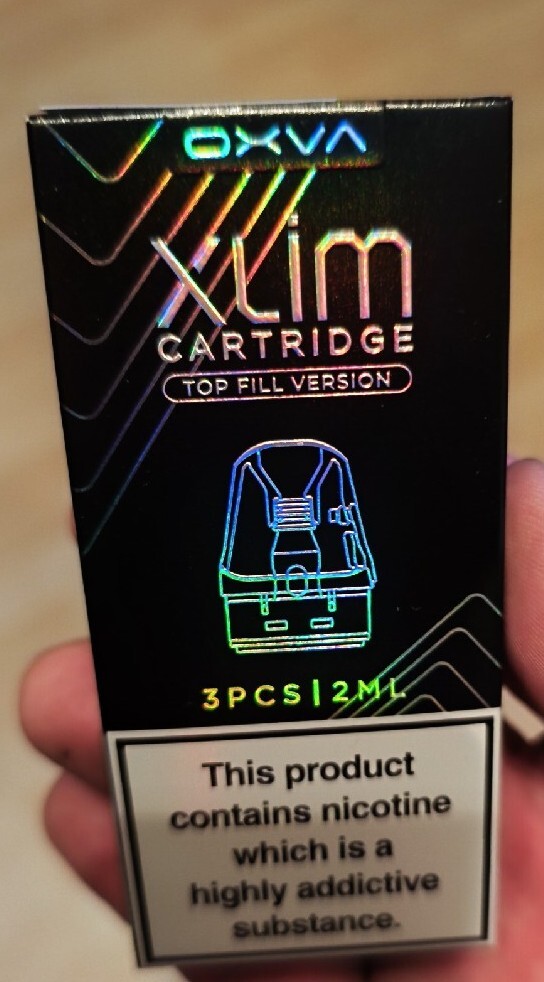 OXVA
XLIM
CARTRIDGE
TOP FILL VERSION
3PCS | 2ML
This product
contains nicotine
which is a
highly addictive
substance.